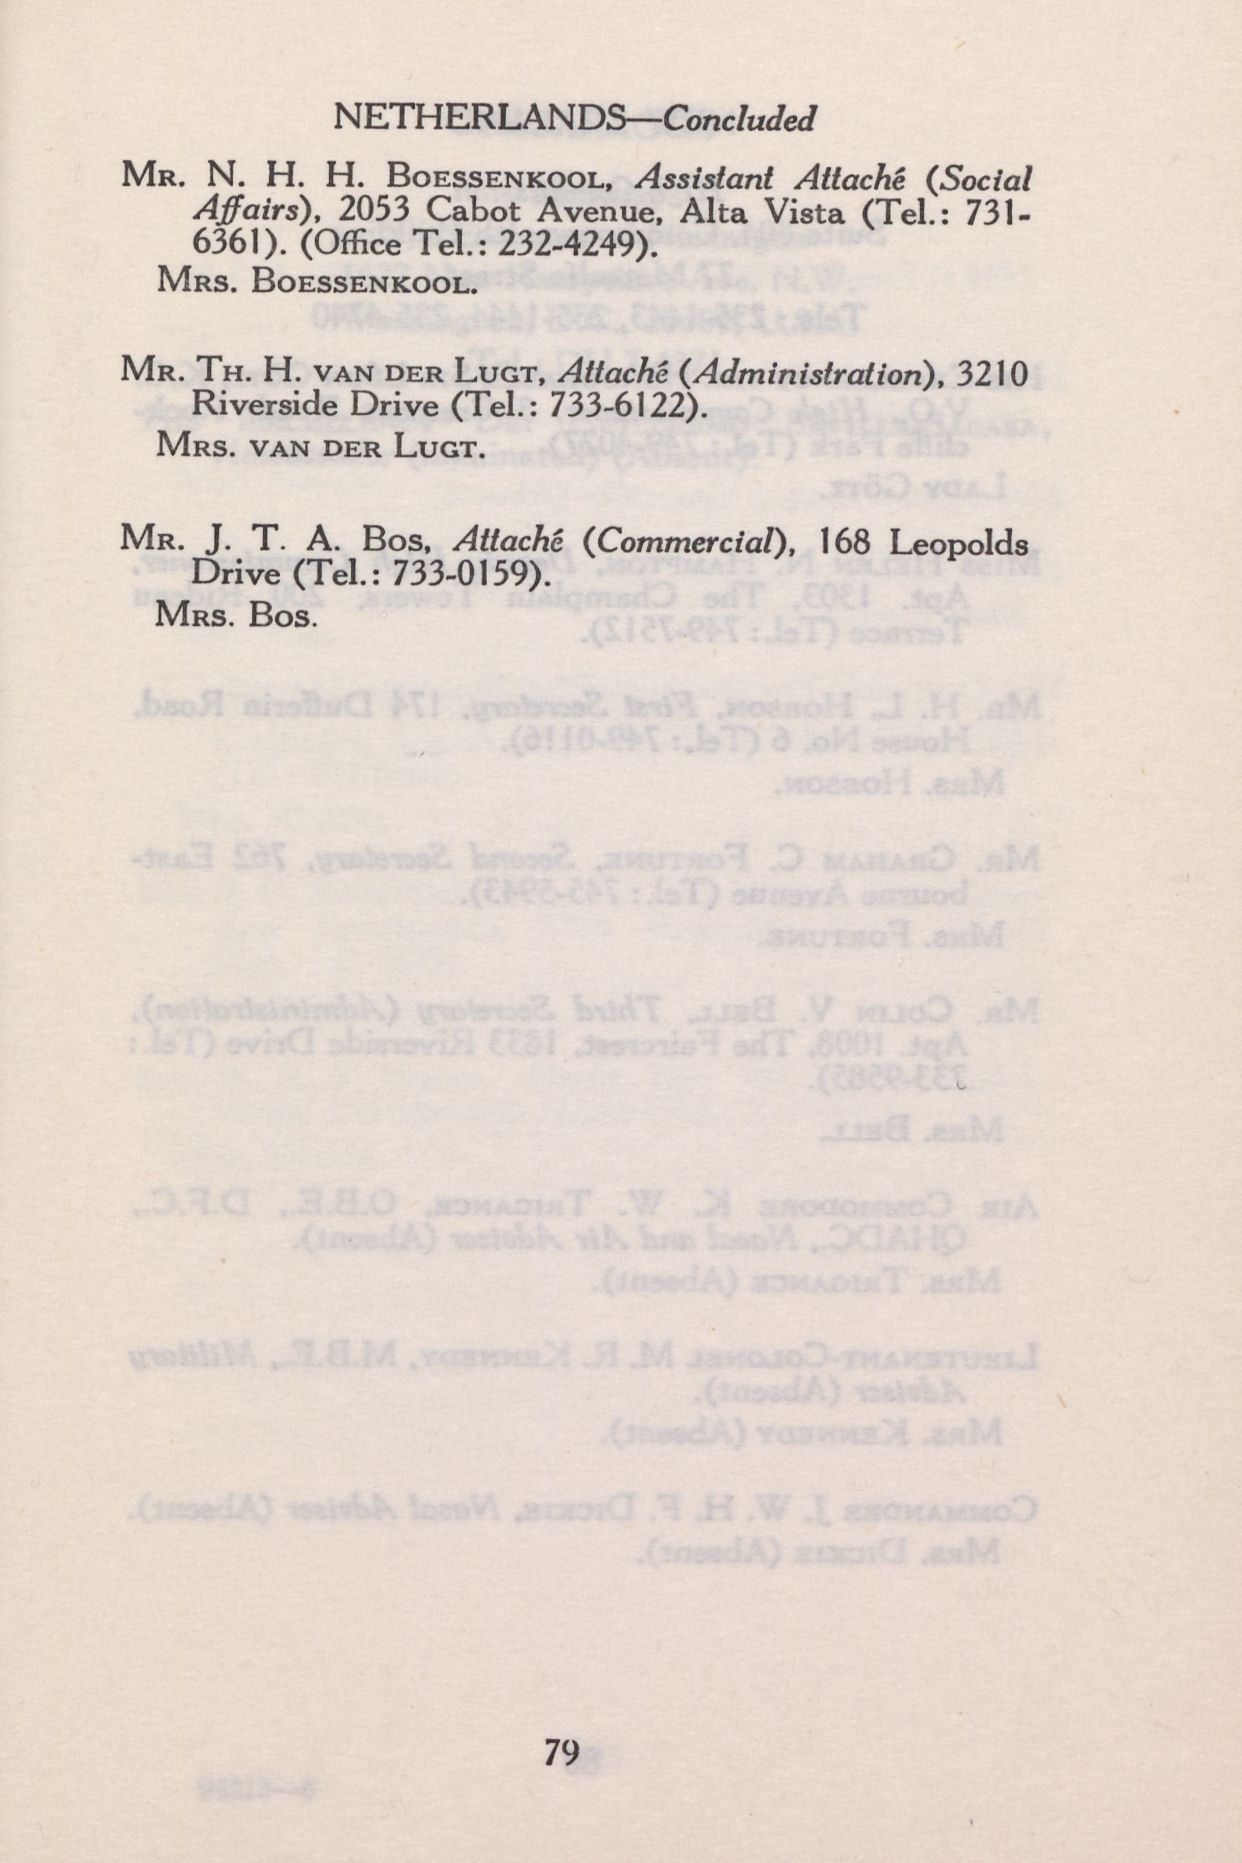 NETHERLANDS—Concluded
MR. N. H. H. BOESSENKOOL, Assistant Attaché (Social
Affairs), 2053 Cabot Avenue, Alta Vista (Tel.: 731-
6361). (Office Tel.: 232-4249).
MRS. BOESSENKOOL.
MR. TH. H. VAN DER LUGT, Attaché (Administration), 3210
Riverside Drive (Tel.: 733-6122).
MRS. VAN DER LUGT.
MR. J. T. A. BOS, Attaché (Commercial), 168 Leopolds
Drive (Tel.: 733-0159).
MRS. BOS.
79